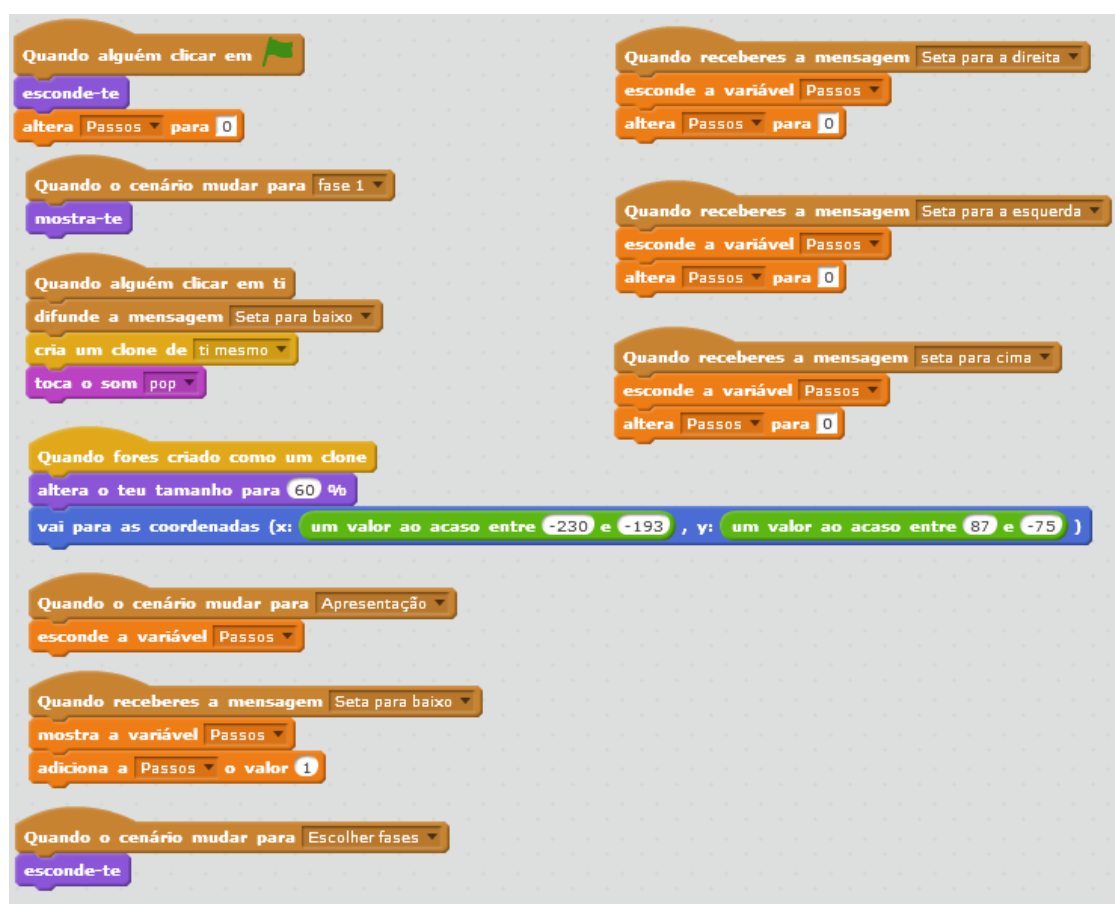 Quando alguém clicar em
esconde-te
altera Passos para 0
Quando o cenário mudar para fase 1
mostra-te
Quando alguém clicar em ti
difunde a mensagem Seta para baixo
cria um clone de ti mesmo
toca o som pop
Quando fores criado como um clone
altera o teu tamanho para 60 %
vai para as coordenadas (x: um valor ao acaso entre -230 e -193 , y: um valor ao acaso entre 87 e -75 )
Quando o cenário mudar para Apresentação
esconde a variável Passos
Quando receberes a mensagem Seta para baixo
mostra a variável Passos
adiciona a Passos o valor 1
Quando o cenário mudar para Escolher fases
esconde-te
Quando receberes a mensagem Seta para a direita
esconde a variável Passos
altera Passos para 0
Quando receberes a mensagem Seta para a esquerda
esconde a variável Passos
altera Passos para 0
Quando receberes a mensagem seta para cima
esconde a variável Passos
altera Passos para 0